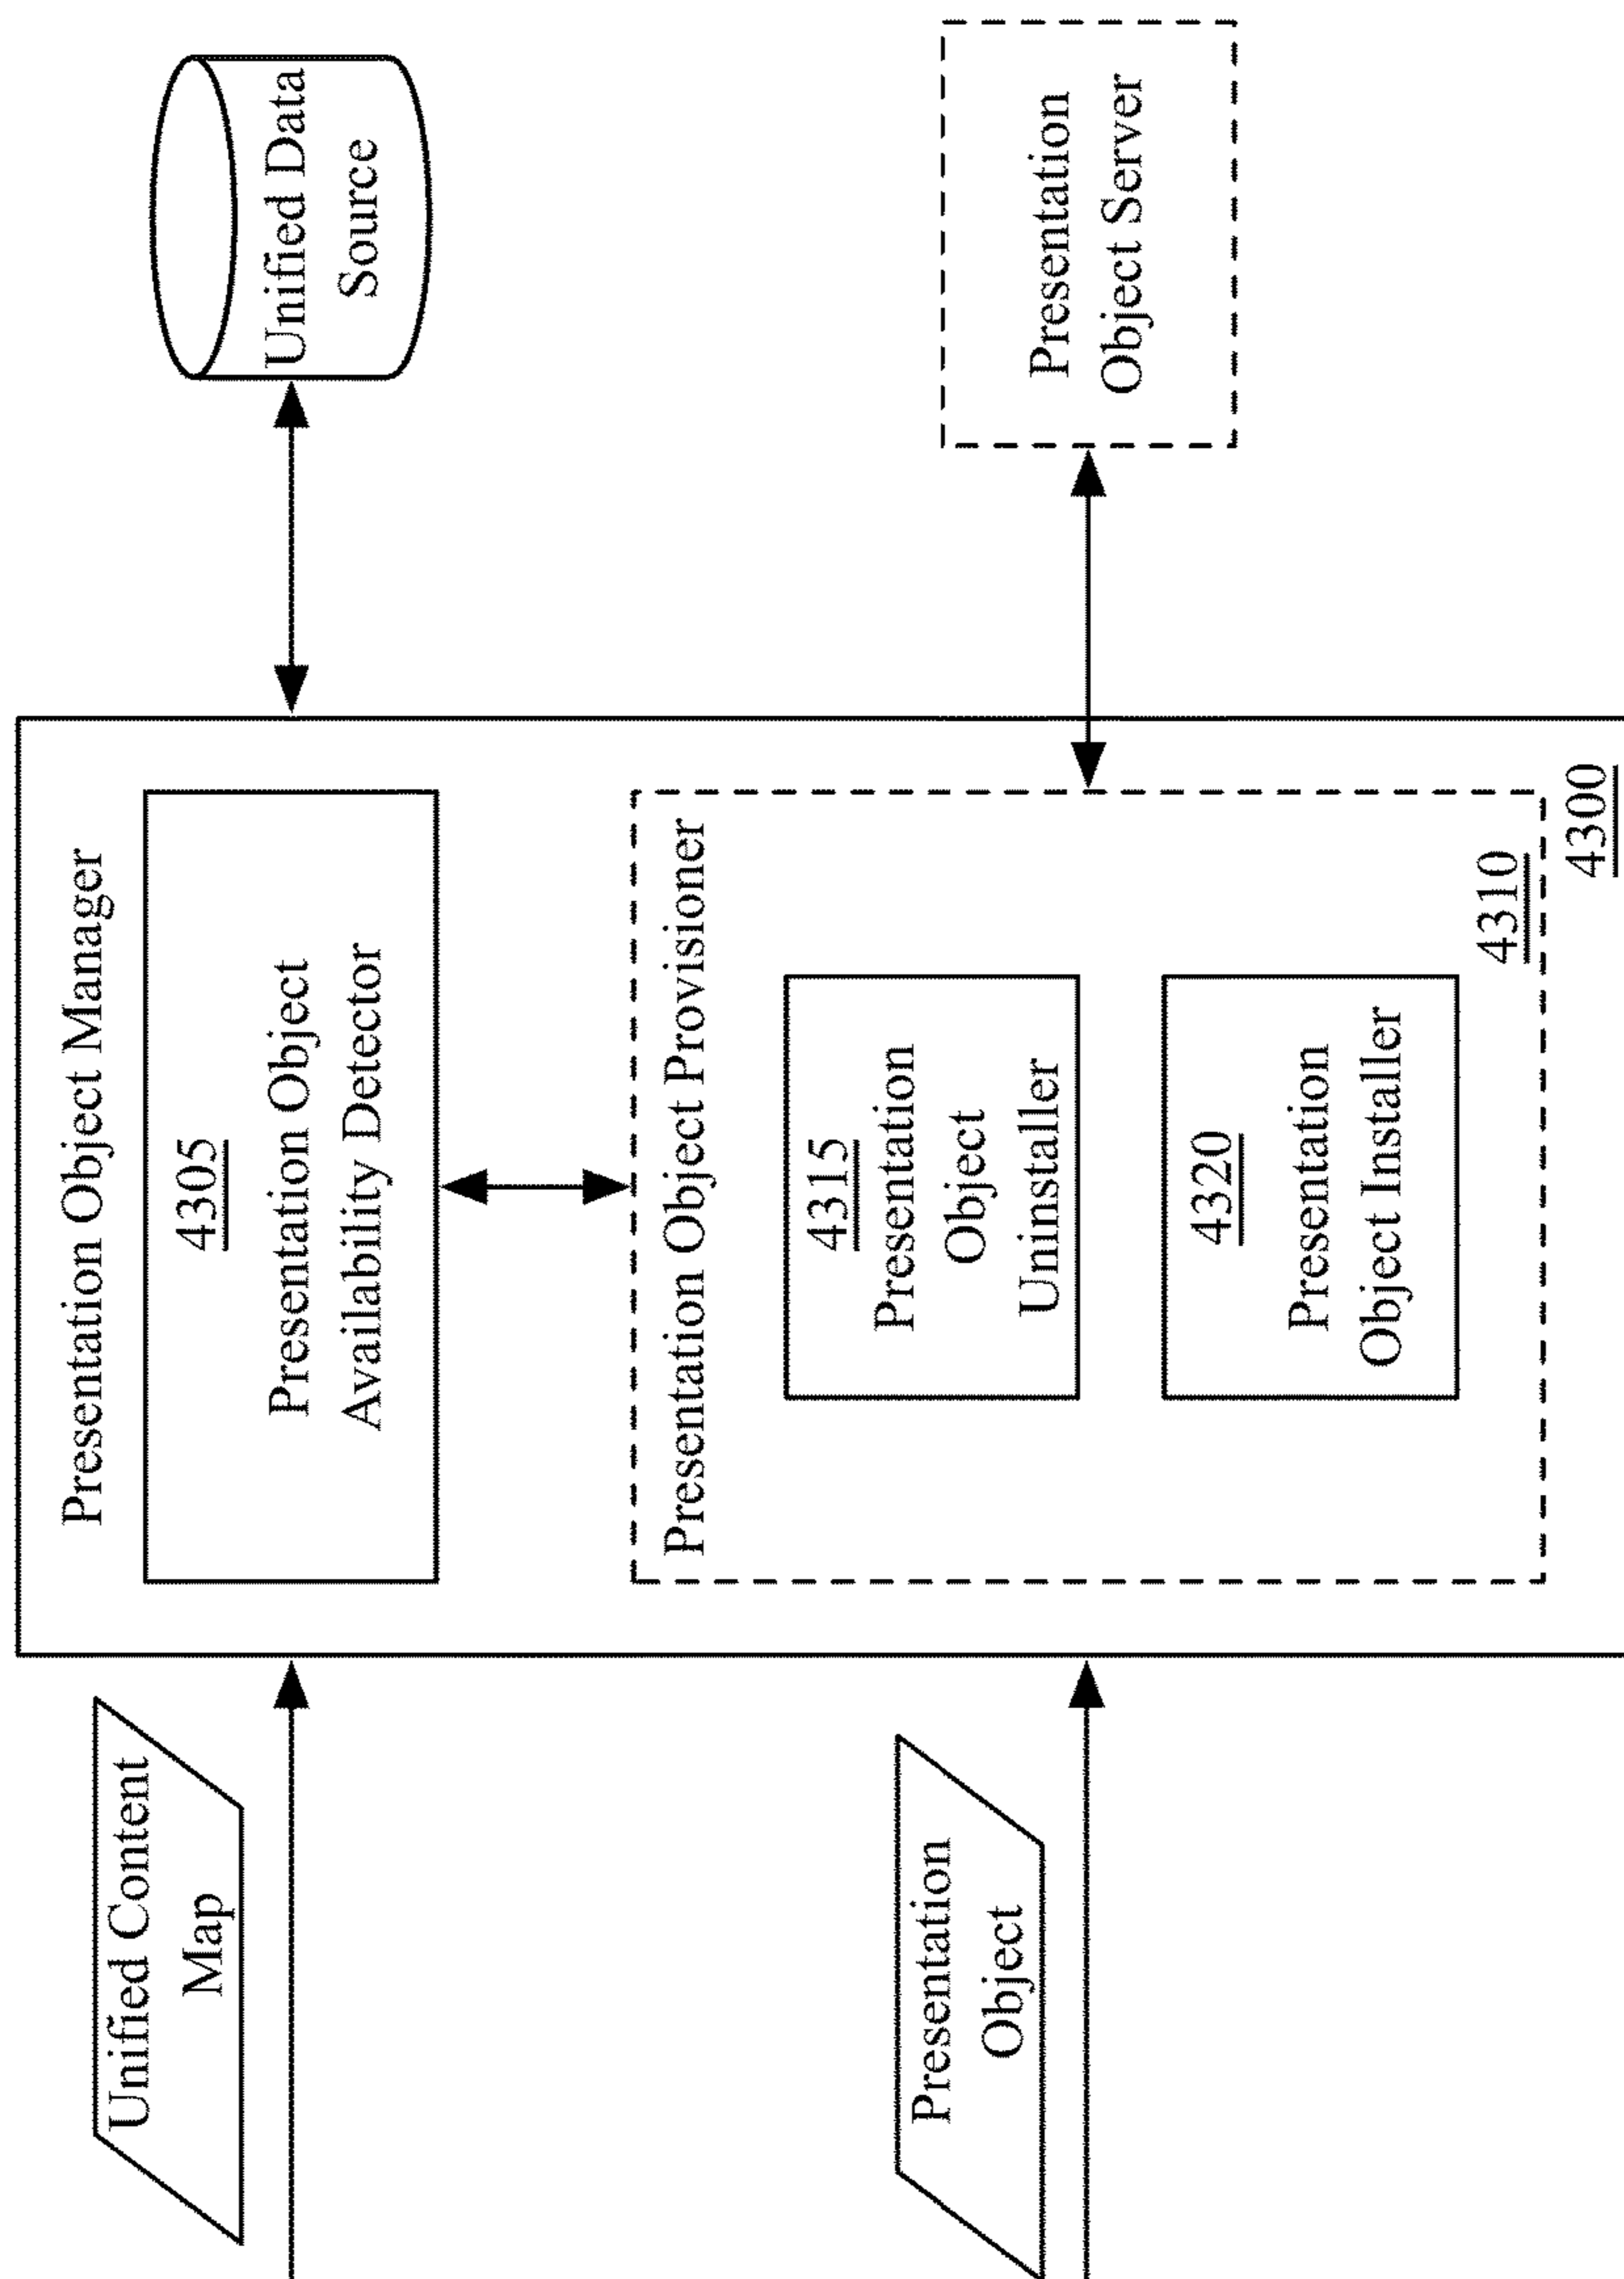 Unified Content
Map
Presentation
Object
Presentation Object Manager
4305
Presentation Object
Availability Detector
Presentation Object Provisioner
4315
Presentation
Object
Uninstaller
4320
Presentation
Object Installer
4310
4300
Unified Data
Source
Presentation
Object Server